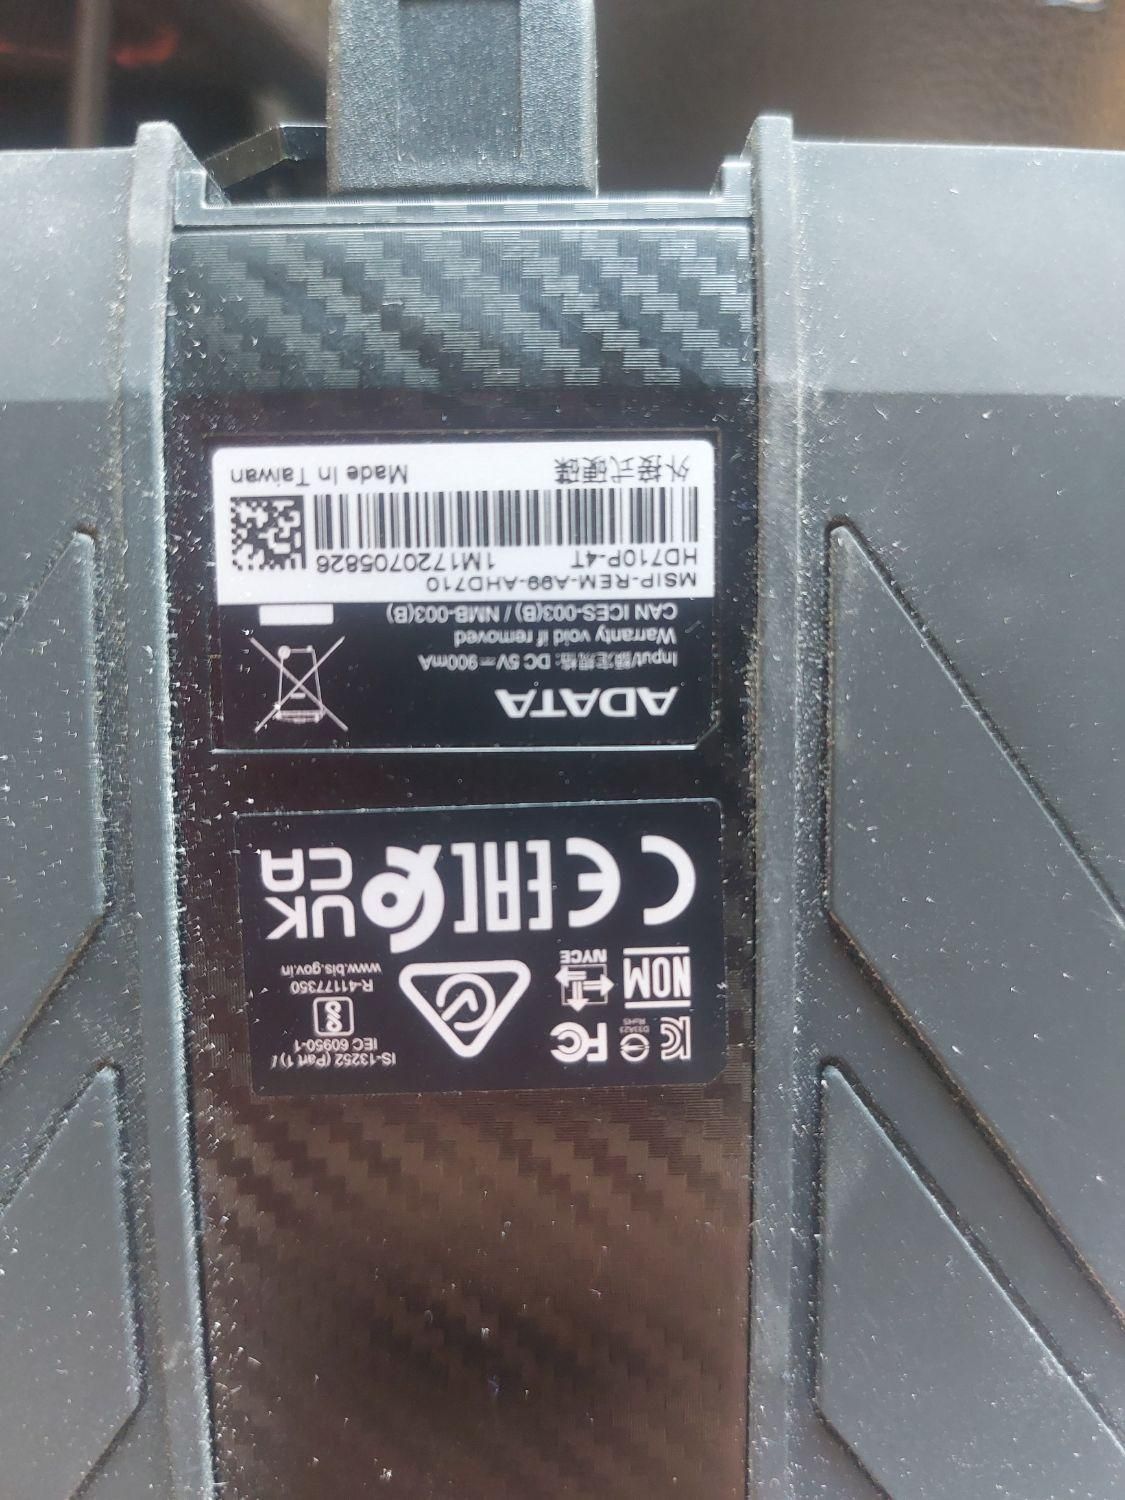 ADATA
Input/額定規格: DC 5V⎓900mA
Warranty void if removed
CAN ICES-003(B) / NMB-003(B)
MSIP-REM-A99-AHD710
HD710P-4T 1M1720705826
外接式硬碟 Made In Taiwan
IS-13252 (Part 1) /
IEC 60950-1
R-41177350
www.bis.gov.in
FC
D33A23
RoHS
NOM
NYCE
CE
EAC
UK
CA